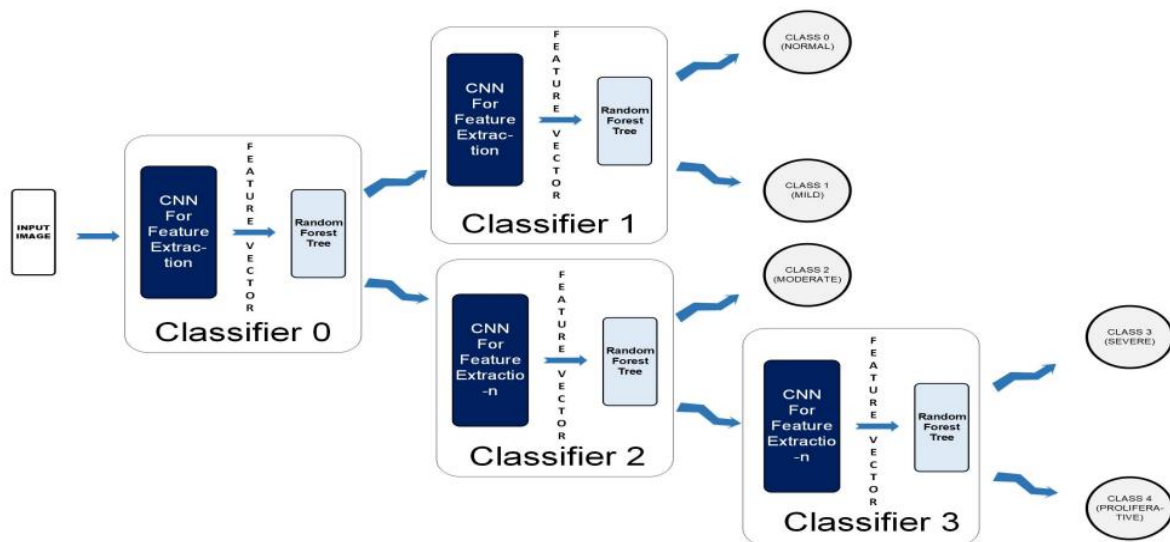 INPUT
IMAGE
CNN
For
Feature
Extrac-
tion
FEATURE VECTOR
Random
Forest
Tree
Classifier 0
CNN
For
Feature
Extrac-
tion
FEATURE VECTOR
Random
Forest
Tree
Classifier 1
CLASS 0
(NORMAL)
CLASS 1
(MILD)
CNN
For
Feature
Extractio
-n
FEATURE VECTOR
Random
Forest
Tree
Classifier 2
CLASS 2
(MODERATE)
CNN
For
Feature
Extractio
-n
FEATURE VECTOR
Random
Forest
Tree
Classifier 3
CLASS 3
(SEVERE)
CLASS 4
(PROLIFERA-
TIVE)